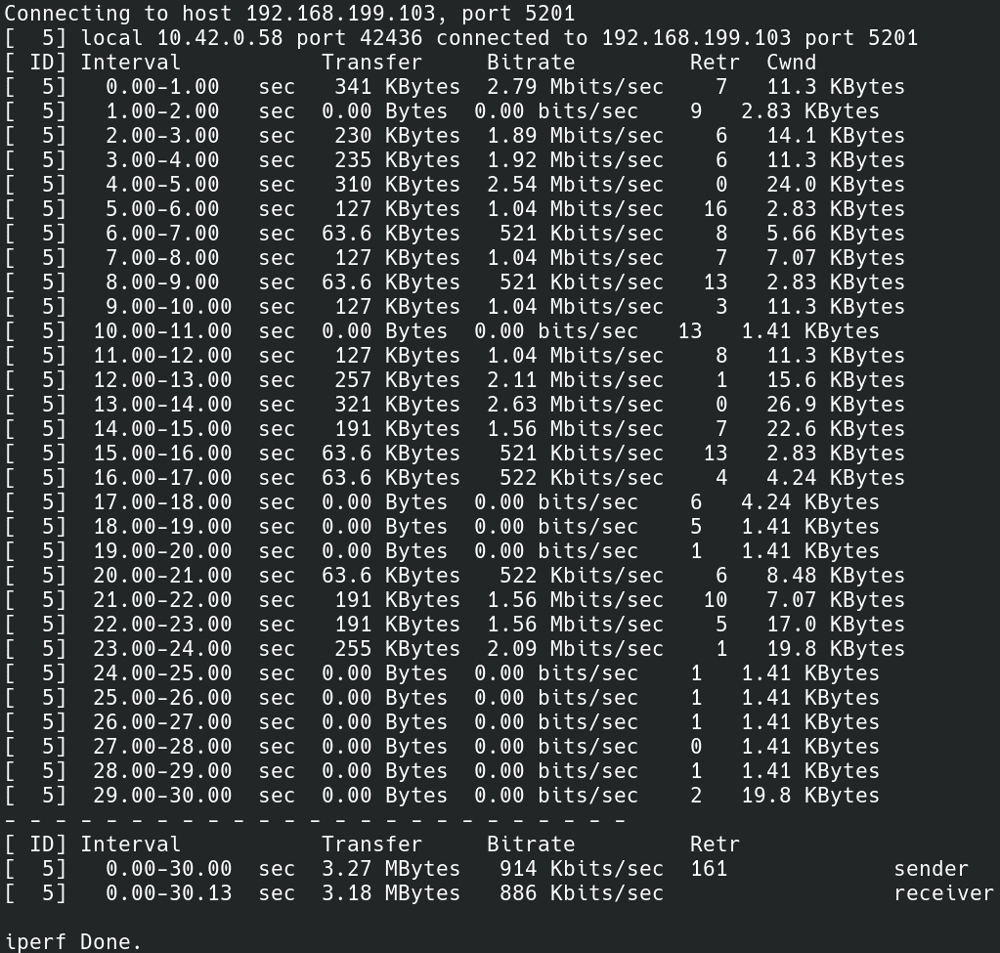 Connecting to host 192.168.199.103, port 5201
[  5] local 10.42.0.58 port 42436 connected to 192.168.199.103 port 5201
[ ID] Interval           Transfer     Bitrate         Retr  Cwnd
[  5]   0.00-1.00   sec   341 KBytes  2.79 Mbits/sec    7   11.3 KBytes
[  5]   1.00-2.00   sec  0.00 Bytes  0.00 bits/sec    9   2.83 KBytes
[  5]   2.00-3.00   sec   230 KBytes  1.89 Mbits/sec    6   14.1 KBytes
[  5]   3.00-4.00   sec   235 KBytes  1.92 Mbits/sec    6   11.3 KBytes
[  5]   4.00-5.00   sec   310 KBytes  2.54 Mbits/sec    0   24.0 KBytes
[  5]   5.00-6.00   sec   127 KBytes  1.04 Mbits/sec   16   2.83 KBytes
[  5]   6.00-7.00   sec  63.6 KBytes   521 Kbits/sec    8   5.66 KBytes
[  5]   7.00-8.00   sec   127 KBytes  1.04 Mbits/sec    7   7.07 KBytes
[  5]   8.00-9.00   sec  63.6 KBytes   521 Kbits/sec   13   2.83 KBytes
[  5]   9.00-10.00  sec   127 KBytes  1.04 Mbits/sec    3   11.3 KBytes
[  5]  10.00-11.00  sec  0.00 Bytes  0.00 bits/sec   13   1.41 KBytes
[  5]  11.00-12.00  sec   127 KBytes  1.04 Mbits/sec    8   11.3 KBytes
[  5]  12.00-13.00  sec   257 KBytes  2.11 Mbits/sec    1   15.6 KBytes
[  5]  13.00-14.00  sec   321 KBytes  2.63 Mbits/sec    0   26.9 KBytes
[  5]  14.00-15.00  sec   191 KBytes  1.56 Mbits/sec    7   22.6 KBytes
[  5]  15.00-16.00  sec  63.6 KBytes   521 Kbits/sec   13   2.83 KBytes
[  5]  16.00-17.00  sec  63.6 KBytes   522 Kbits/sec    4   4.24 KBytes
[  5]  17.00-18.00  sec  0.00 Bytes  0.00 bits/sec    6   4.24 KBytes
[  5]  18.00-19.00  sec  0.00 Bytes  0.00 bits/sec    5   1.41 KBytes
[  5]  19.00-20.00  sec  0.00 Bytes  0.00 bits/sec    1   1.41 KBytes
[  5]  20.00-21.00  sec  63.6 KBytes   522 Kbits/sec    6   8.48 KBytes
[  5]  21.00-22.00  sec   191 KBytes  1.56 Mbits/sec   10   7.07 KBytes
[  5]  22.00-23.00  sec   191 KBytes  1.56 Mbits/sec    5   17.0 KBytes
[  5]  23.00-24.00  sec   255 KBytes  2.09 Mbits/sec    1   19.8 KBytes
[  5]  24.00-25.00  sec  0.00 Bytes  0.00 bits/sec    1   1.41 KBytes
[  5]  25.00-26.00  sec  0.00 Bytes  0.00 bits/sec    1   1.41 KBytes
[  5]  26.00-27.00  sec  0.00 Bytes  0.00 bits/sec    1   1.41 KBytes
[  5]  27.00-28.00  sec  0.00 Bytes  0.00 bits/sec    0   1.41 KBytes
[  5]  28.00-29.00  sec  0.00 Bytes  0.00 bits/sec    1   1.41 KBytes
[  5]  29.00-30.00  sec  0.00 Bytes  0.00 bits/sec    2   19.8 KBytes
- - - - - - - - - - - - - - - - - - - - - - - - -
[ ID] Interval           Transfer     Bitrate         Retr
[  5]   0.00-30.00  sec  3.27 MBytes   914 Kbits/sec  161             sender
[  5]   0.00-30.13  sec  3.18 MBytes   886 Kbits/sec                  receiver

iperf Done.